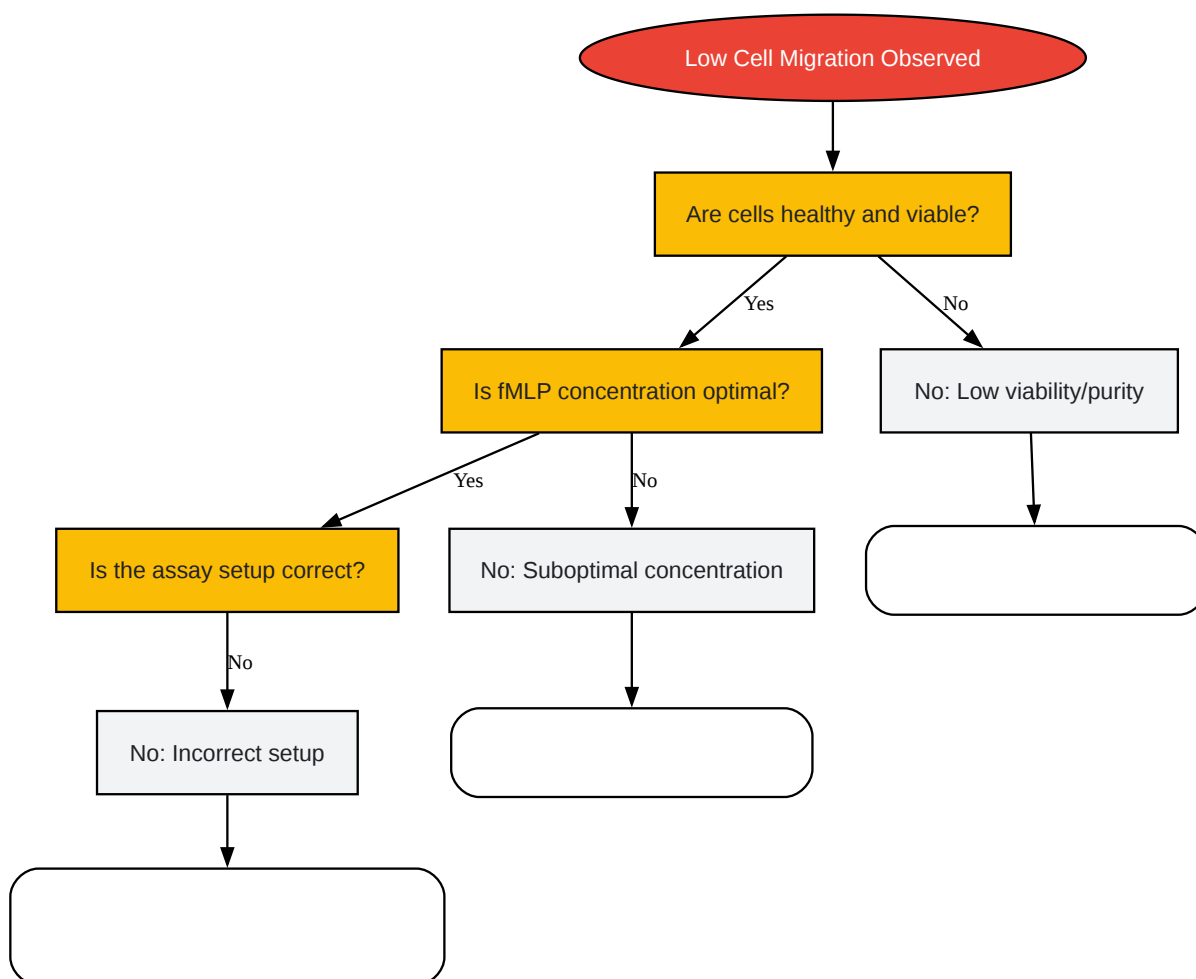 Low Cell Migration Observed
Are cells healthy and viable?
Yes
No
Is fMLP concentration optimal?
No: Low viability/purity
Yes
No
Is the assay setup correct?
No: Suboptimal concentration
No
No: Incorrect setup